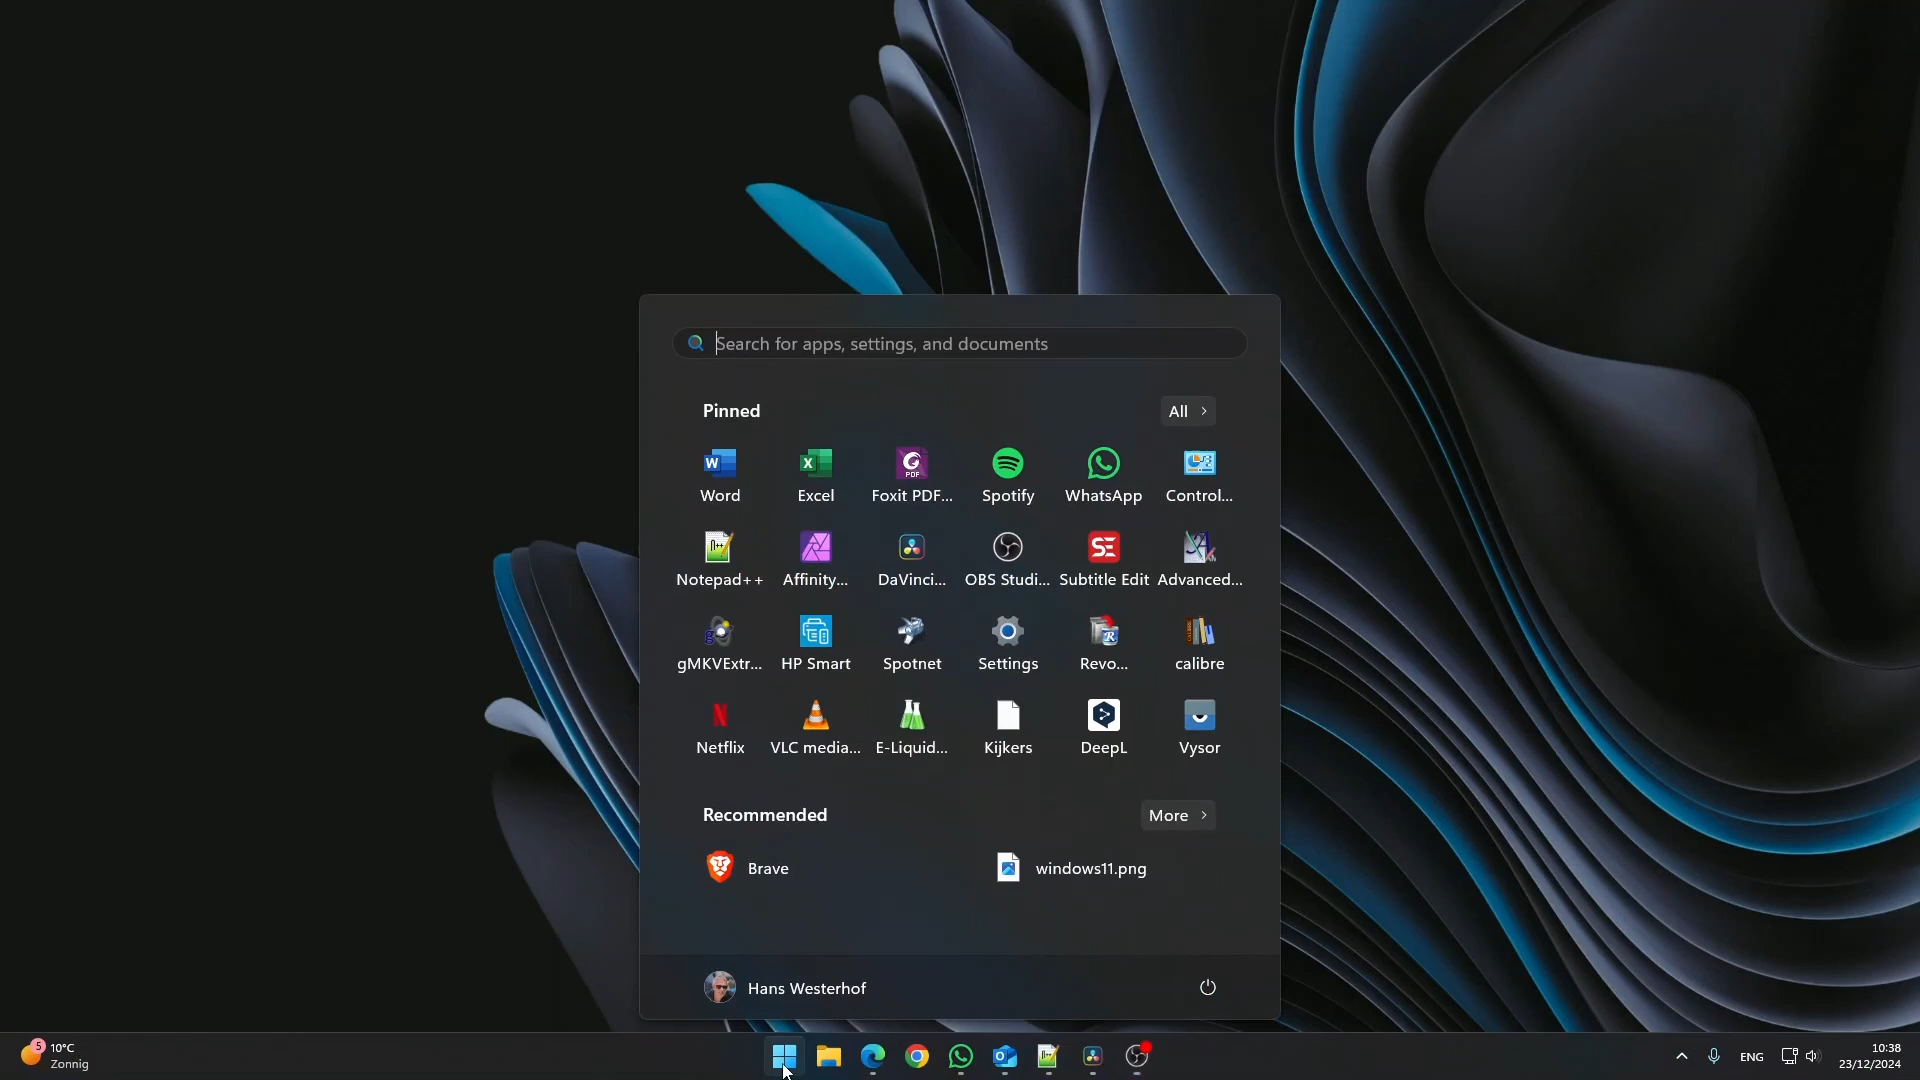 Search for apps, settings, and documents
Pinned
All
Word
Excel
Foxit PDF...
Spotify
WhatsApp
Control...
Notepad++
Affinity...
DaVinci...
OBS Studi...
Subtitle Edit
Advanced...
gMKVExtr...
HP Smart
Spotnet
Settings
Revo...
calibre
Netflix
VLC media...
E-Liquid...
Kijkers
DeepL
Vysor
Recommended
More
Brave
windows11.png
Hans Westerhof
5
10°C
Zonnig
ENG
10:38
23/12/2024